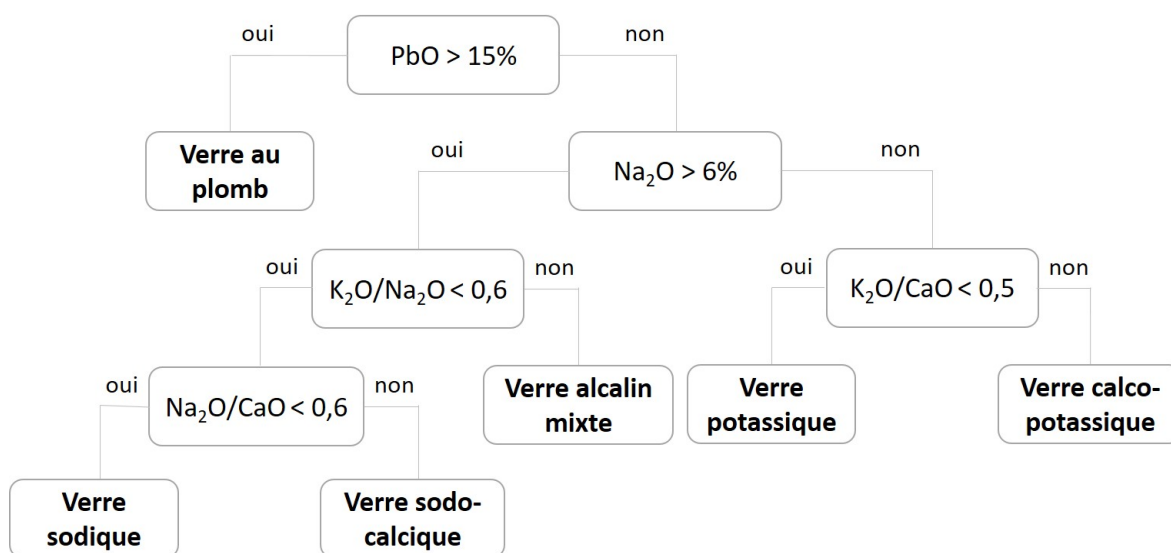 oui
PbO > 15%
non
Verre au
plomb
oui
Na₂O > 6%
non
oui
K₂O/Na₂O < 0,6
non
oui
K₂O/CaO < 0,5
non
oui
Na₂O/CaO < 0,6
non
Verre alcalin
mixte
Verre
potassique
Verre calco-
potassique
Verre
sodique
Verre sodo-
calcique